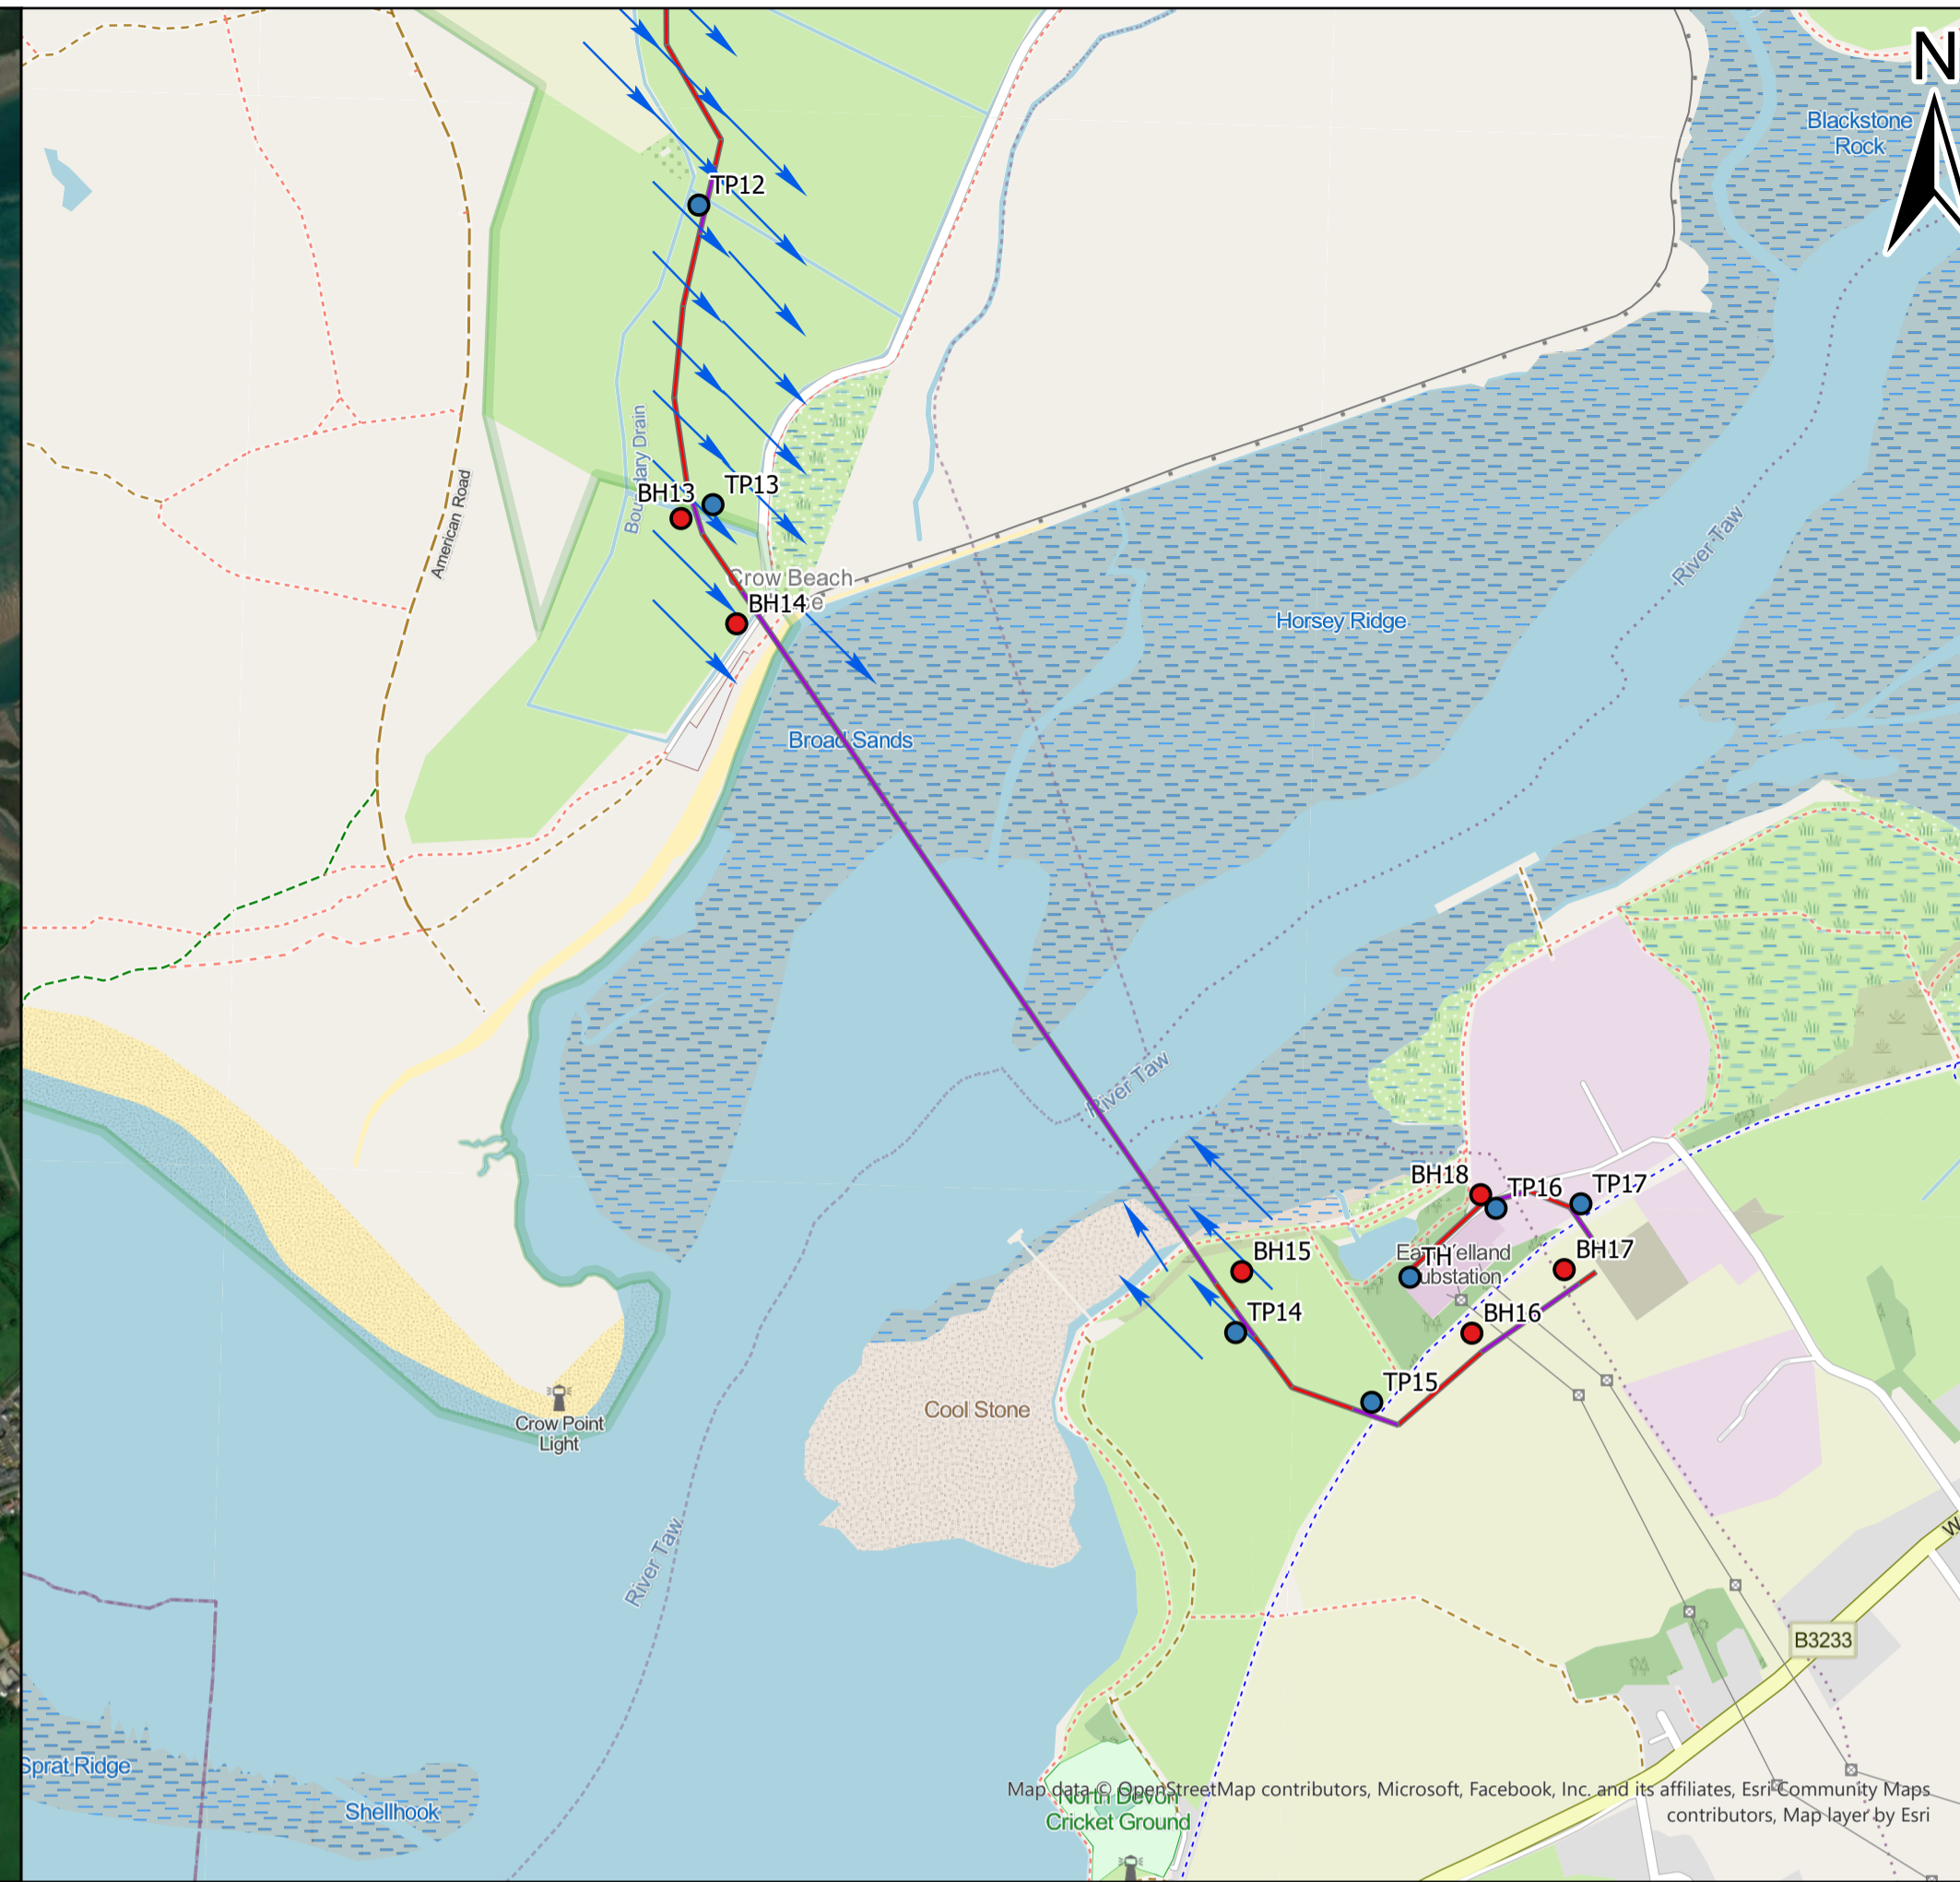 N
Blackstone
Rock
TP12
Boundary Drain
American Road
BH13
TP13
River Taw
Crow Beach
BH14
Horsey Ridge
Broad Sands
River Taw
BH18
TP16
TP17
BH15
TH
BH17
Substation
TP14
BH16
TP15
Cool Stone
Crow Point
Light
River Taw
B3233
W
Sprat Ridge
Shellhook
Map data © OpenStreetMap contributors, Microsoft, Facebook, Inc. and its affiliates, Esri Community Maps
contributors, Map layer by Esri
North Devon
Cricket Ground